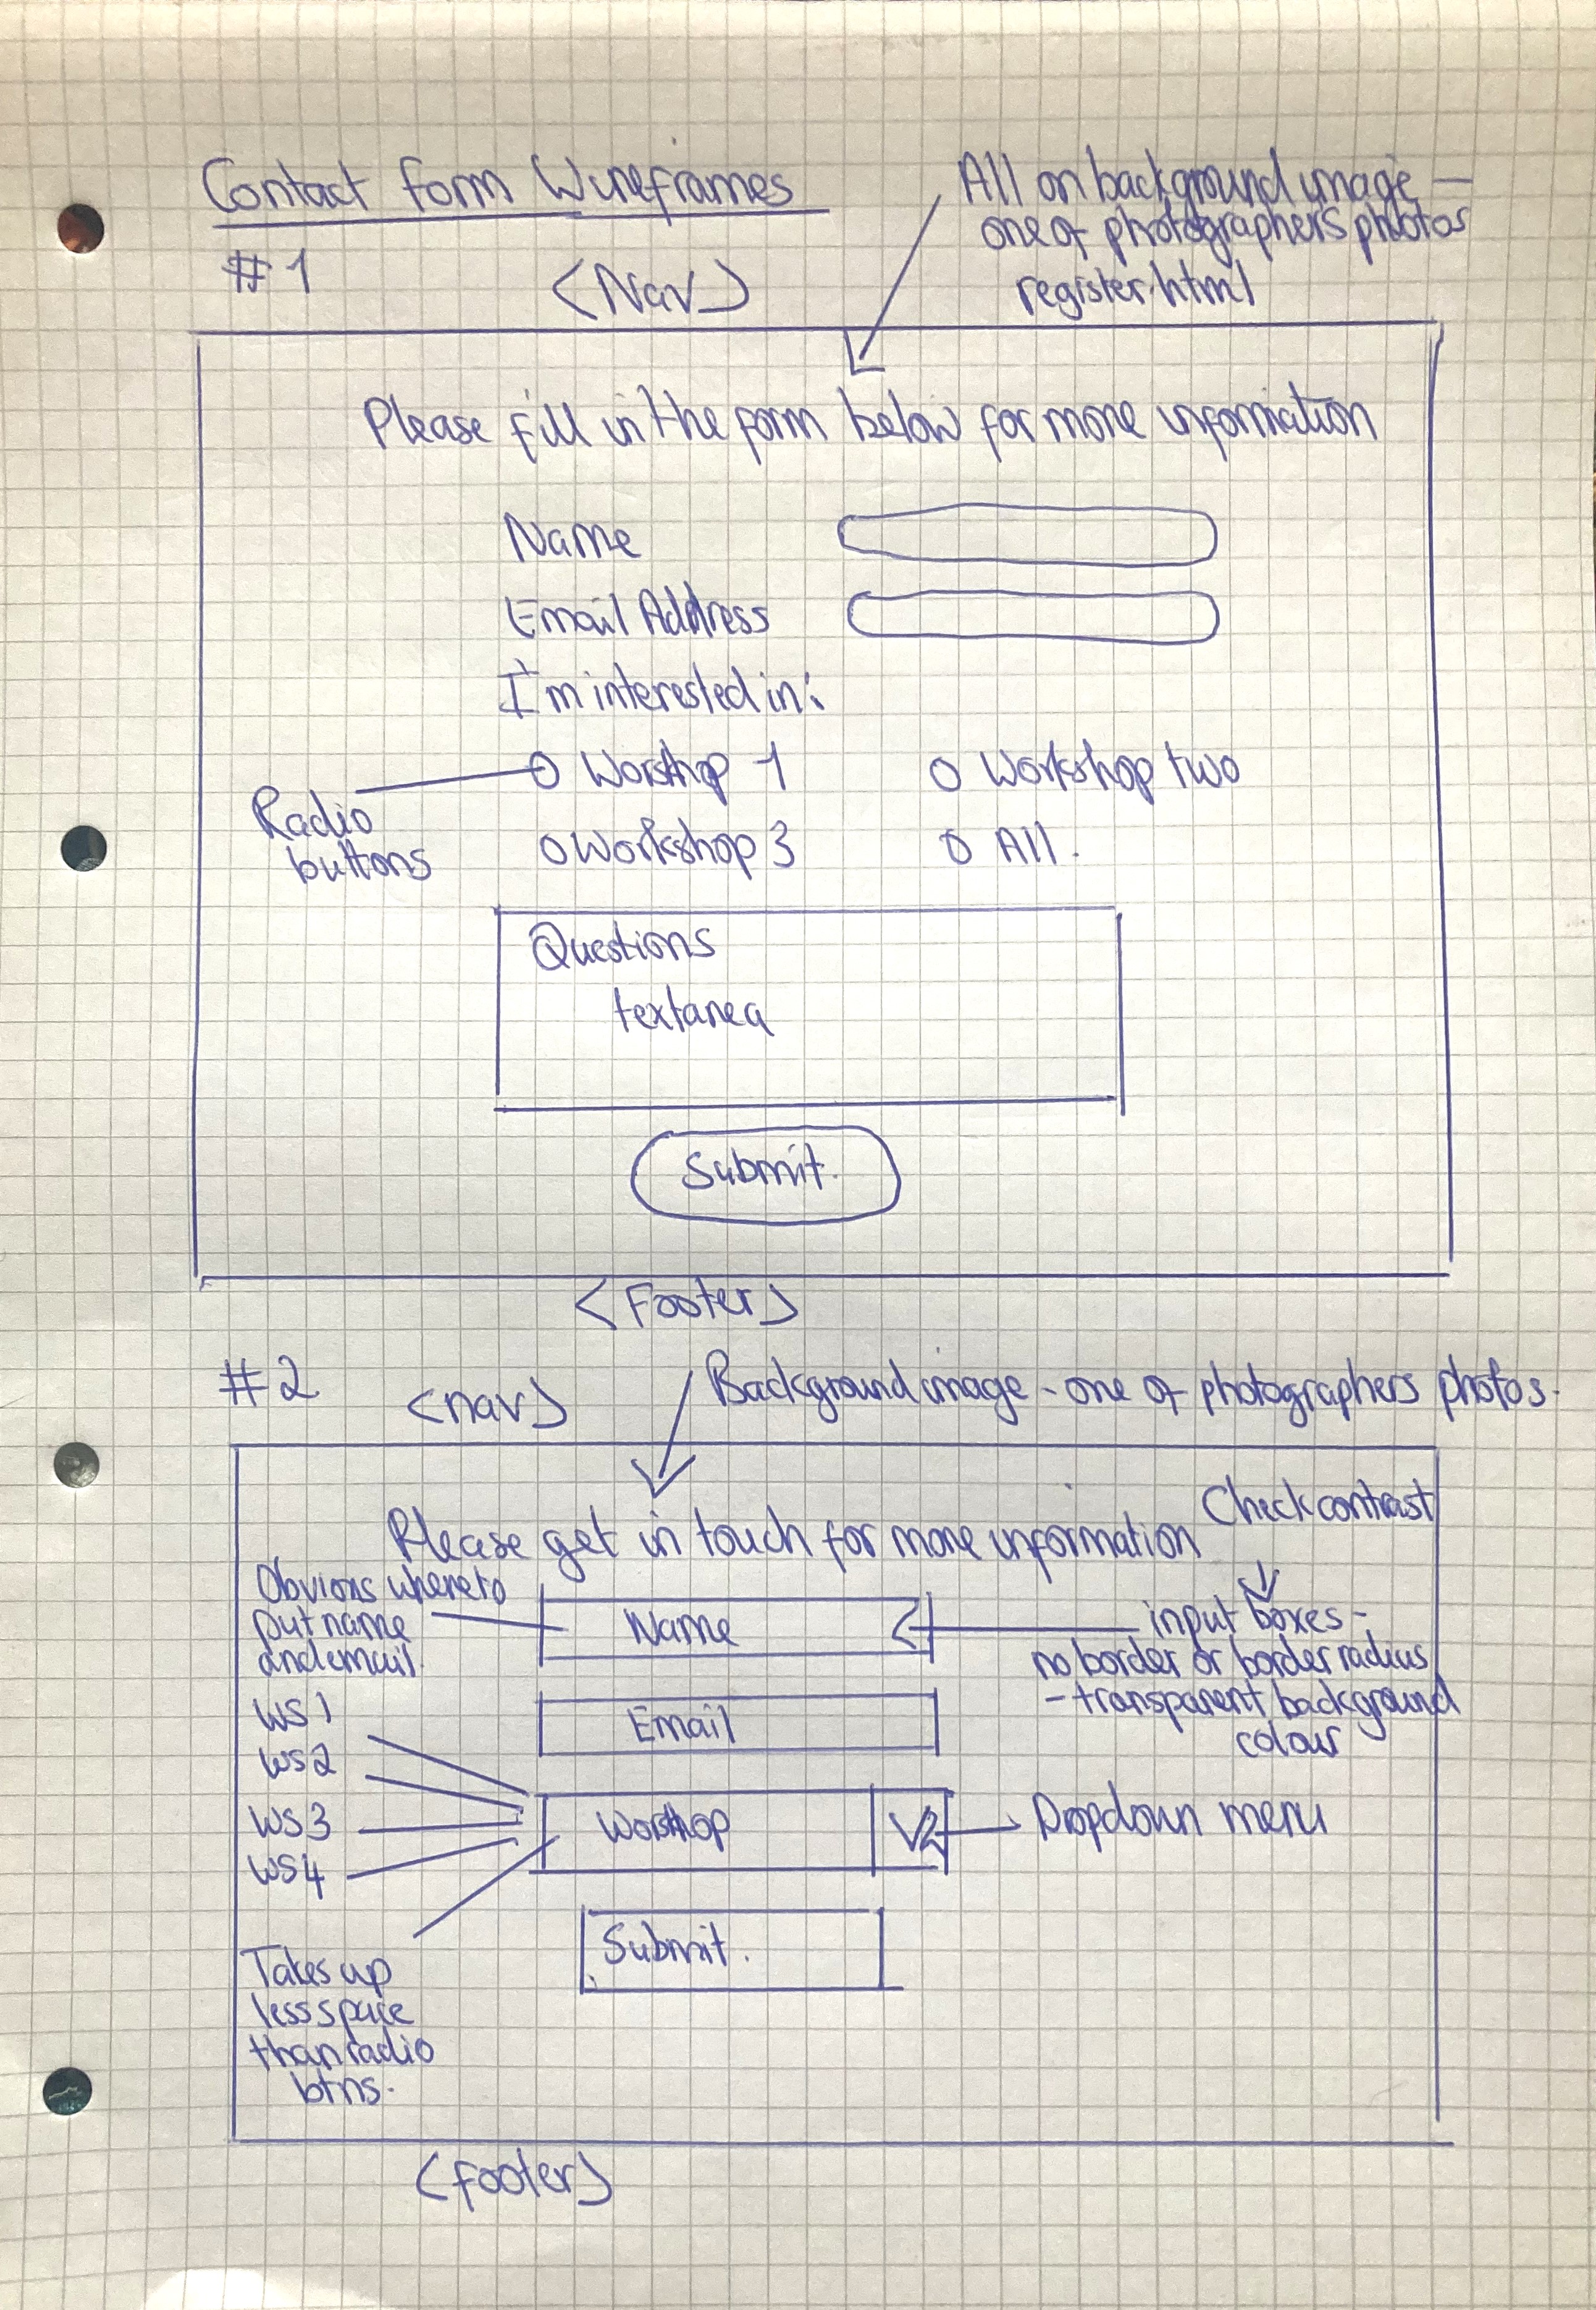 Contact form Wireframes
All on background image –
one of photographers photos
register.html
#1
<Nav>
Please fill in the form below for more information
Name
Email Address
I'm interested in:
O Worshop 1
O Workshop two
Radio
buttons
O Workshop 3
O All.
Questions
textarea
Submit.
<Footer>
#2
<nav>
Background image - one of photographers photos.
Check contrast
Please get in touch for more information
Obvious where to
put name
and email.
Name
input boxes -
no border or border radius
- transparent background
colour
Email
WS1
WS2
WS3
WS4
Worshop
Dropdown menu
Submit.
Takes up
less space
than radio
btns.
<footer>